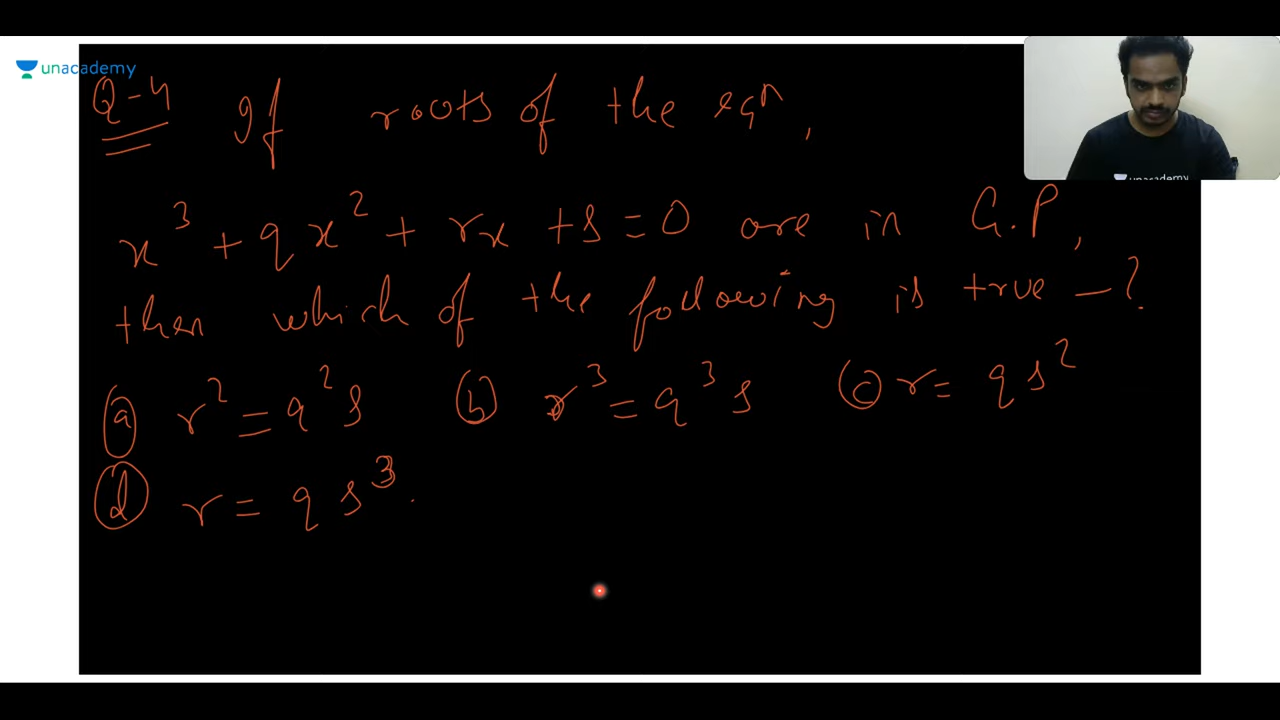 unacademy
Q-4 If roots of the eqn,
x³ + qx² + rx + s = 0 are in G.P,
then which of the following is true –?
(a) r² = q²s (b) r³ = q³s (c) r = qs²
(d) r = qs³.
unacademy